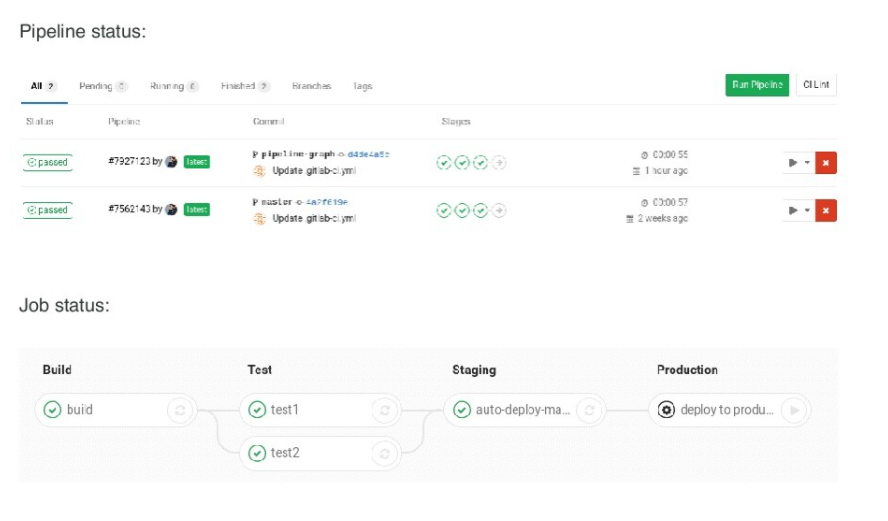 Pipeline status:
All 2 Pending 0 Running 0 Finished 2 Branches Tags Run Pipeline CI Lint
Status Pipeline Commit Stages
passed #7927123 by latest pipeline-graph d4de4a5c 00:00:55
Update .gitlab-ci.yml 1 hour ago
passed #7562143 by latest master 4a2f619e 00:00:57
Update .gitlab-ci.yml 2 weeks ago
Job status:
Build Test Staging Production
build test1 auto-deploy-ma... deploy to produ...
test2